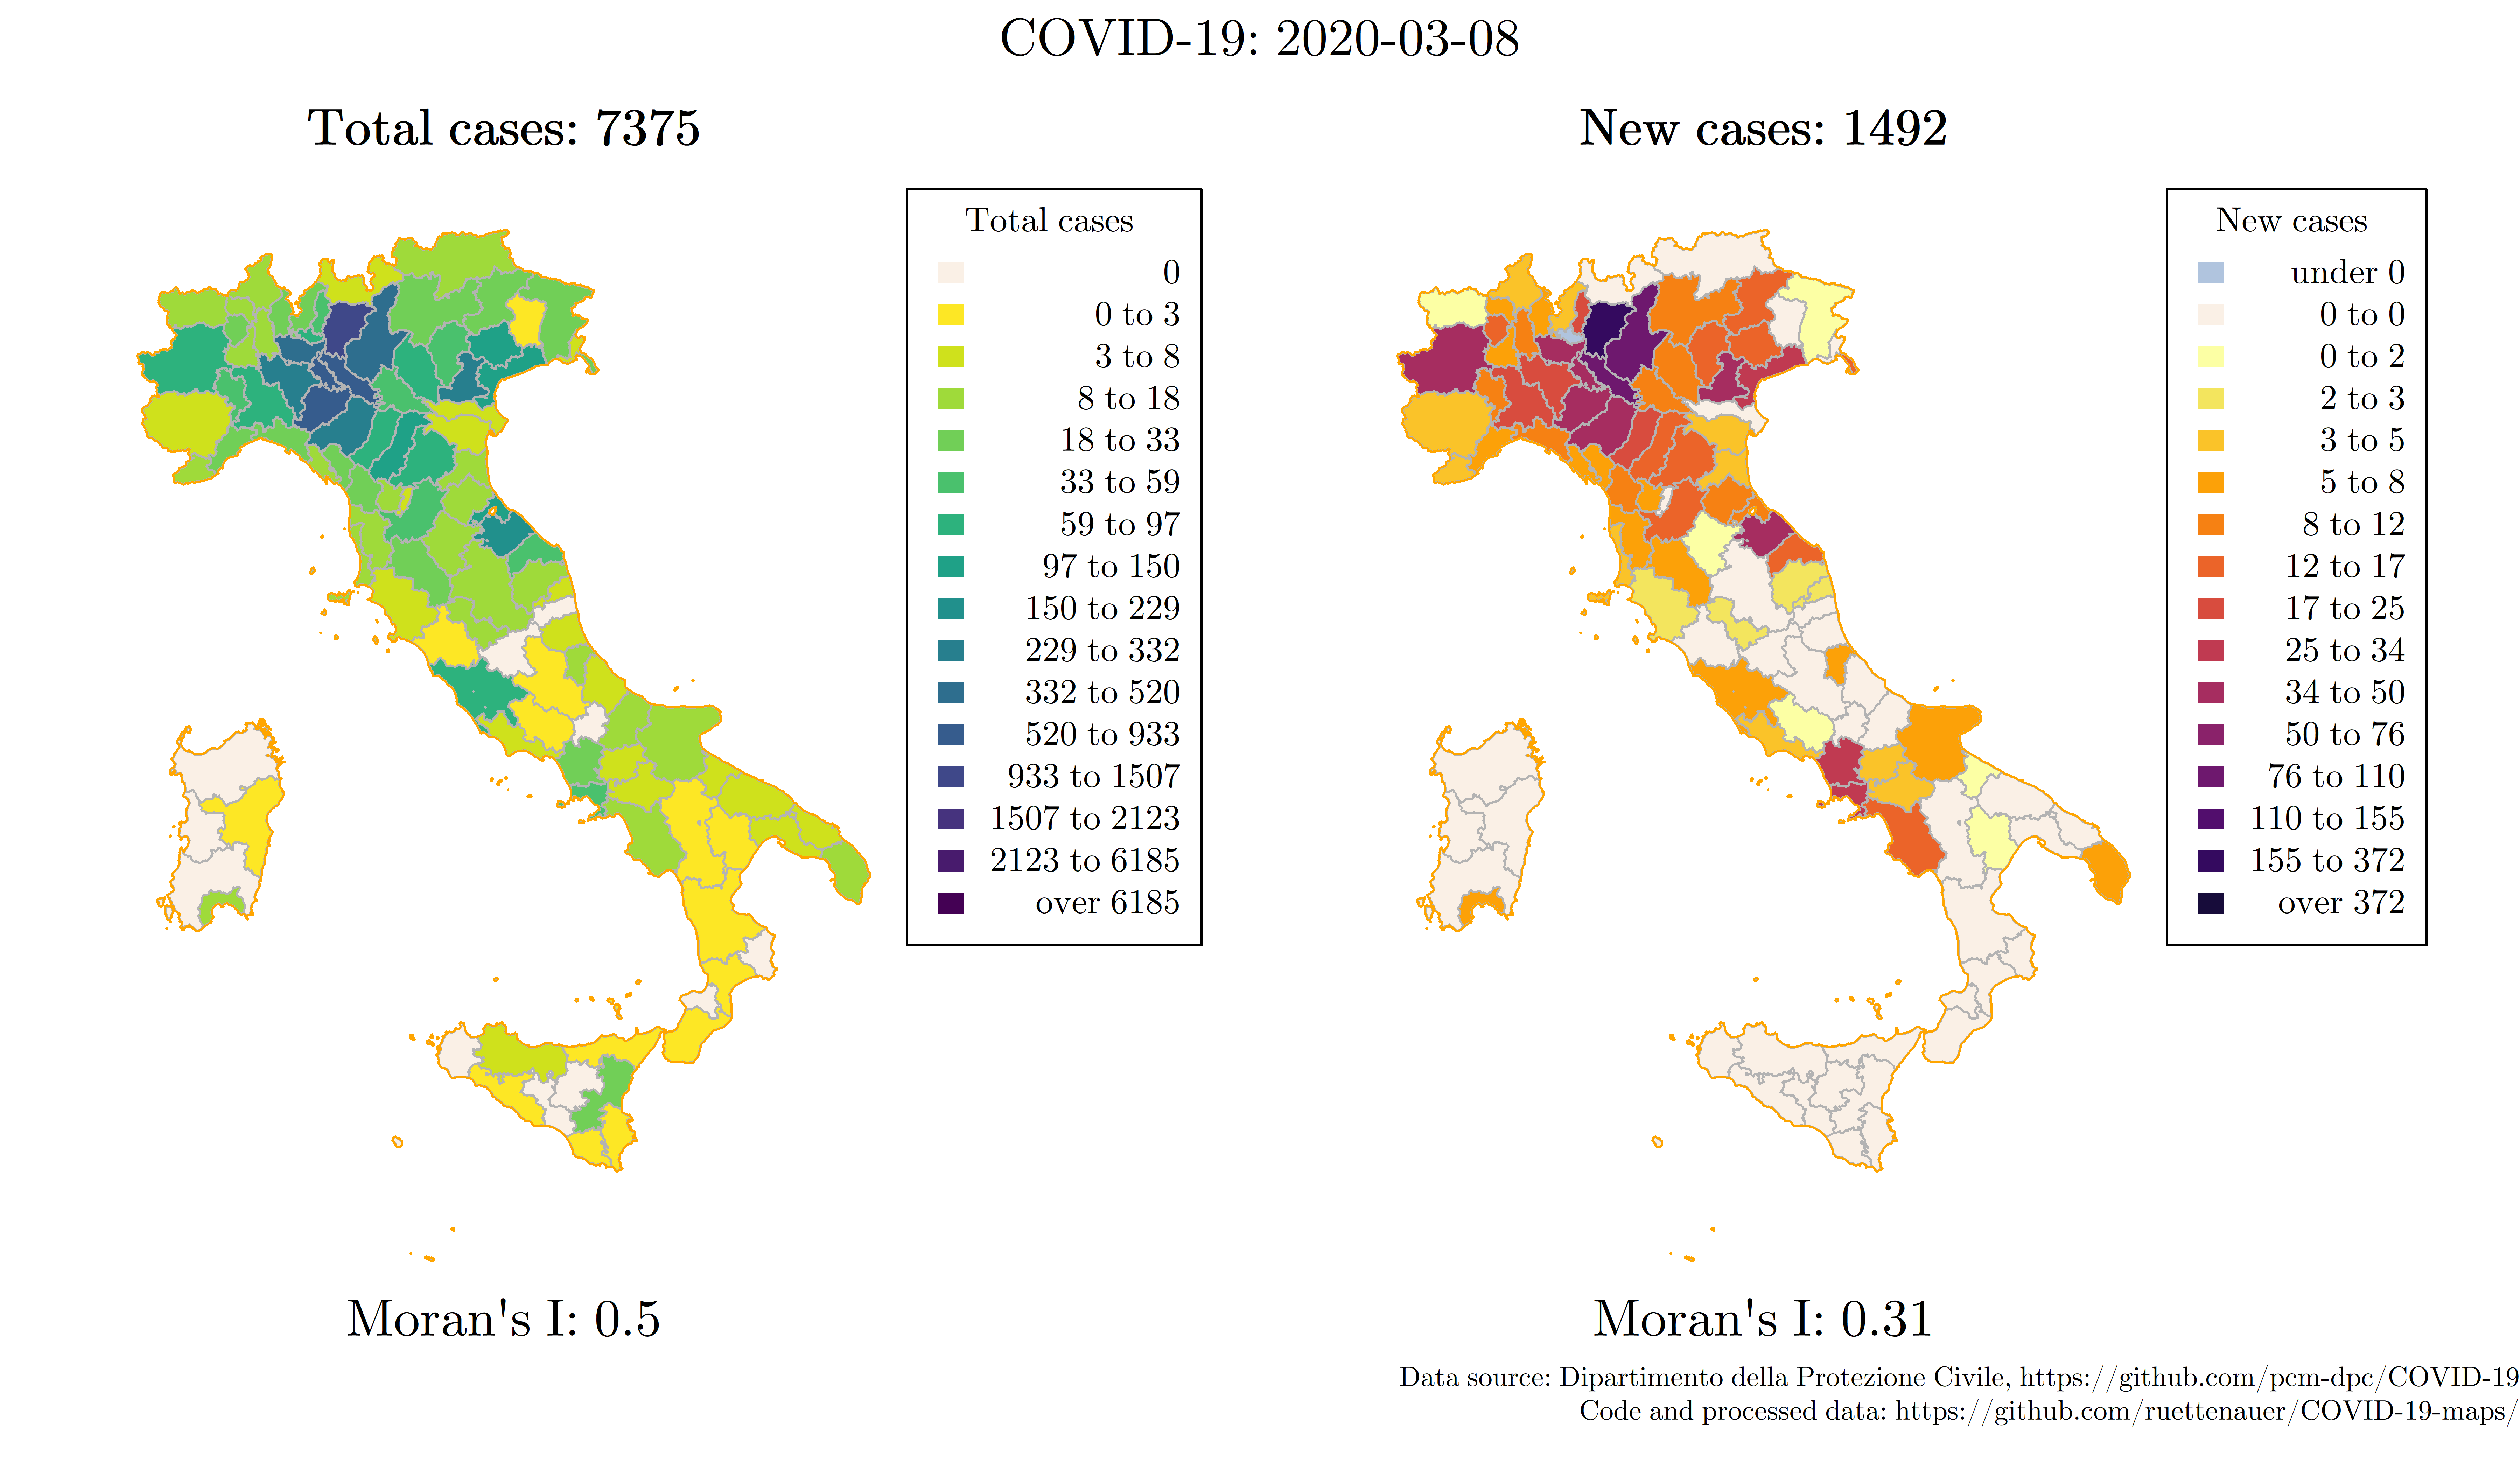 COVID-19: 2020-03-08
Total cases: 7375
Total cases
0
0 to 3
3 to 8
8 to 18
18 to 33
33 to 59
59 to 97
97 to 150
150 to 229
229 to 332
332 to 520
520 to 933
933 to 1507
1507 to 2123
2123 to 6185
over 6185
Moran's I: 0.5
New cases: 1492
New cases
under 0
0 to 0
0 to 2
2 to 3
3 to 5
5 to 8
8 to 12
12 to 17
17 to 25
25 to 34
34 to 50
50 to 76
76 to 110
110 to 155
155 to 372
over 372
Moran's I: 0.31
Data source: Dipartimento della Protezione Civile, https://github.com/pcm-dpc/COVID-19
Code and processed data: https://github.com/ruettenauer/COVID-19-maps/